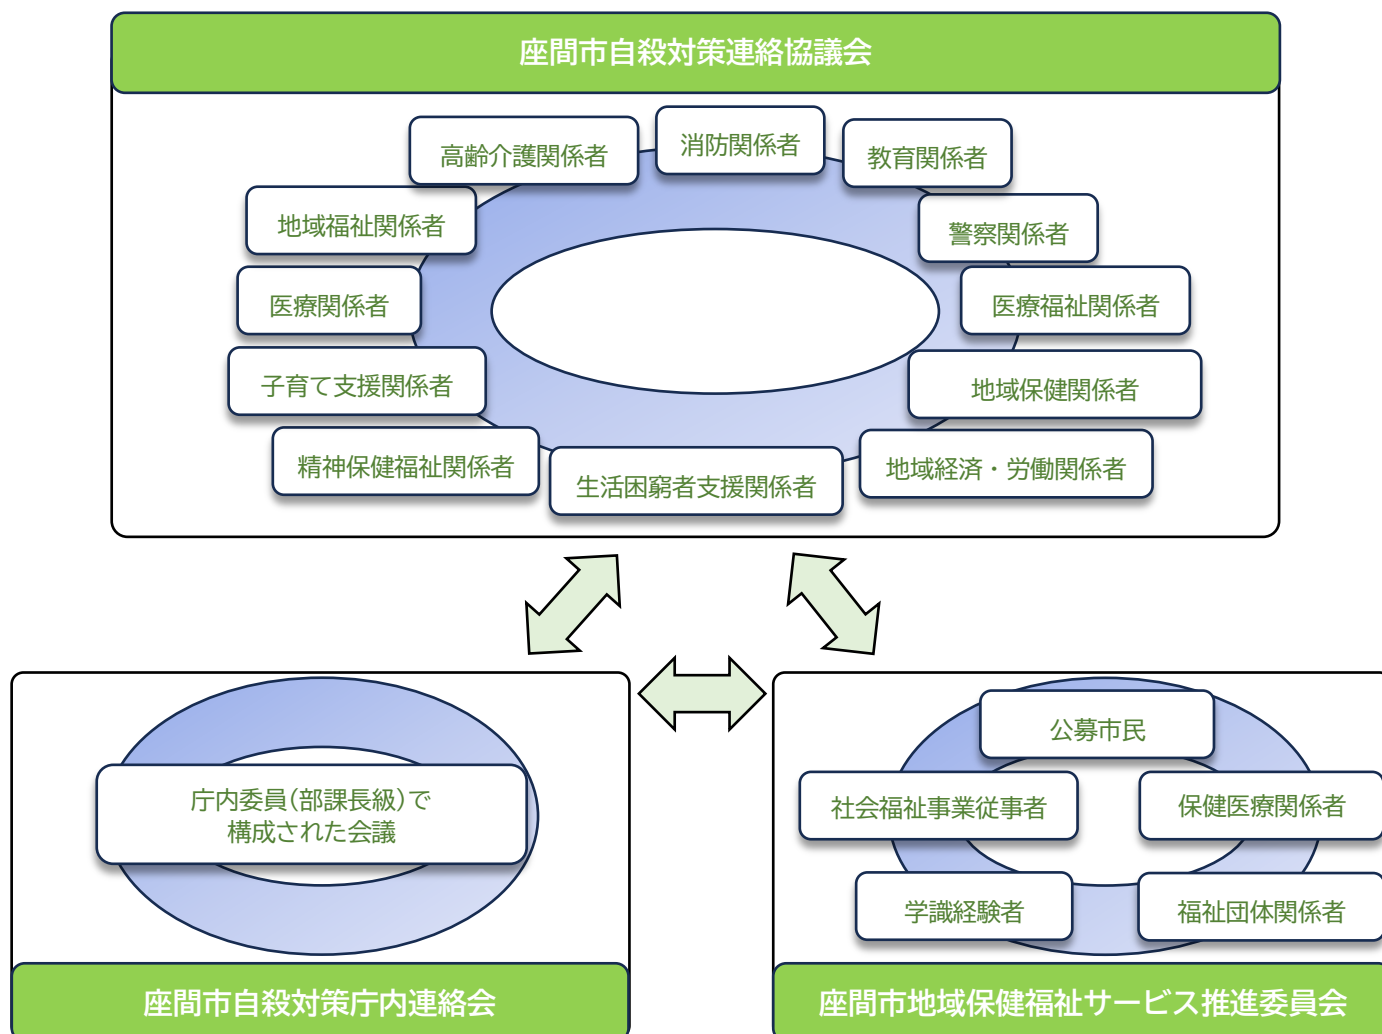 座間市自殺対策連絡協議会
高齢介護関係者
消防関係者
教育関係者
地域福祉関係者
警察関係者
医療関係者
医療福祉関係者
子育て支援関係者
地域保健関係者
精神保健福祉関係者
生活困窮者支援関係者
地域経済・労働関係者
庁内委員（部課長級）で
構成された会議
座間市自殺対策庁内連絡会
公募市民
社会福祉事業従事者
保健医療関係者
学識経験者
福祉団体関係者
座間市地域保健福祉サービス推進委員会